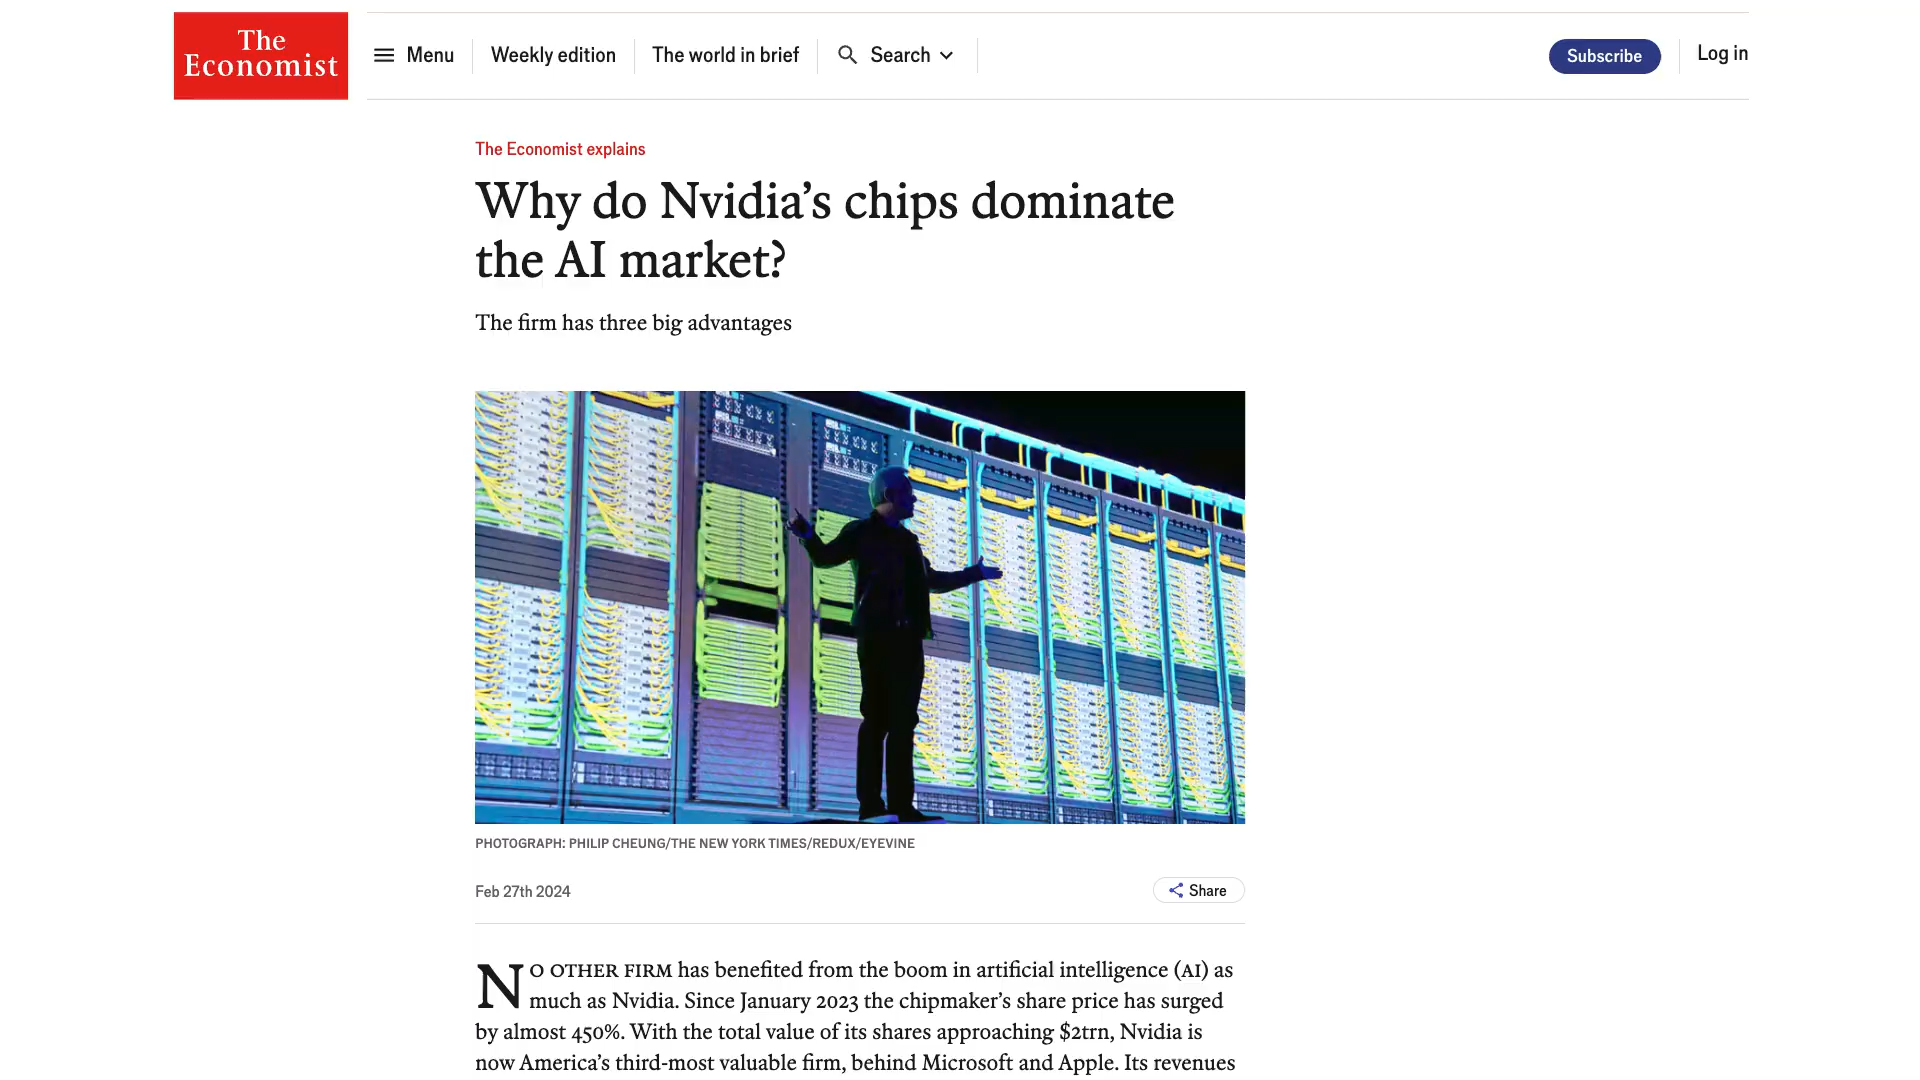 The
Economist
Menu
Weekly edition
The world in brief
Search
Subscribe
Log in
The Economist explains
Why do Nvidia’s chips dominate
the AI market?
The firm has three big advantages
PHOTOGRAPH: PHILIP CHEUNG/THE NEW YORK TIMES/REDUX/EYEVINE
Feb 27th 2024
Share
NO OTHER FIRM has benefited from the boom in artificial intelligence (AI) as
much as Nvidia. Since January 2023 the chipmaker’s share price has surged
by almost 450%. With the total value of its shares approaching $2trn, Nvidia is
now America’s third-most valuable firm, behind Microsoft and Apple. Its revenues